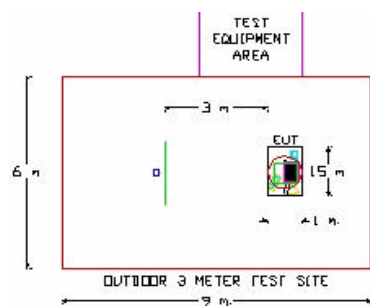 TEST
EQUIPMENT
AREA
3 m
EUT
6 m
1.5 m
1 m.
OUTDOOR 3 METER TEST SITE
9 m.